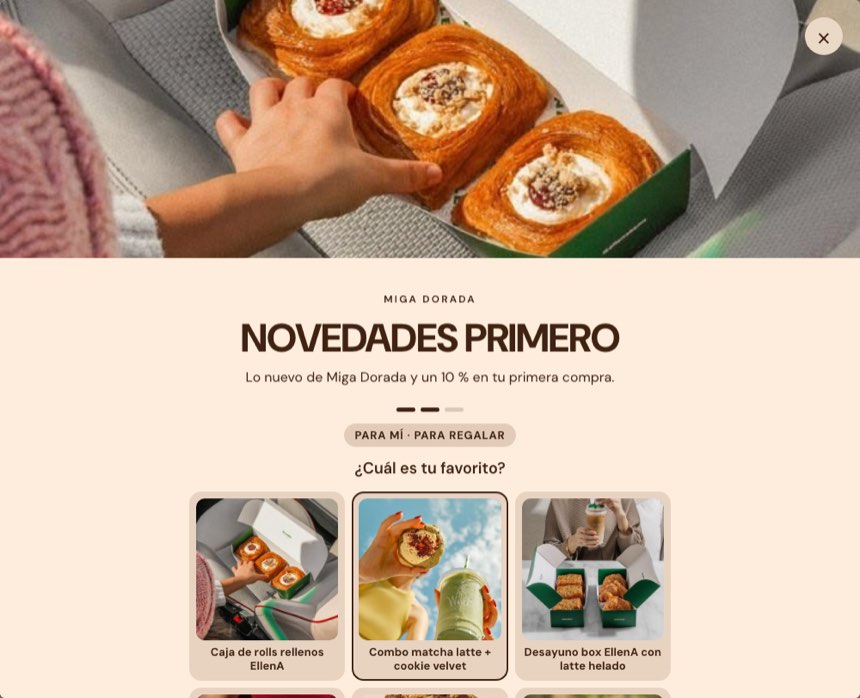 MIGA DORADA
NOVEDADES PRIMERO
Lo nuevo de Miga Dorada y un 10 % en tu primera compra.
PARA MÍ · PARA REGALAR
¿Cuál es tu favorito?
Caja de rolls rellenos
EllenA
Combo matcha latte +
cookie velvet
Desayuno box EllenA con
latte helado